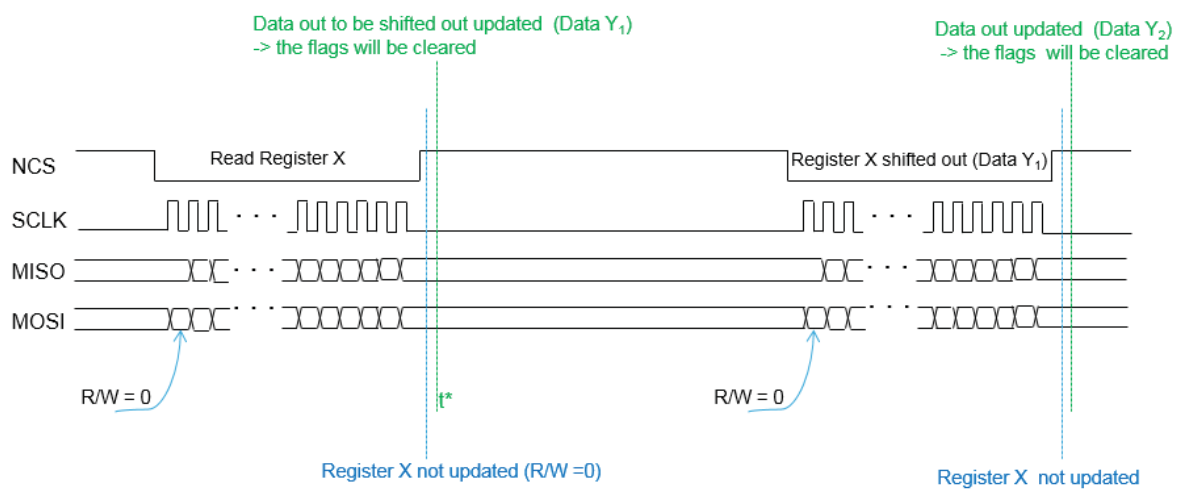 Data out to be shifted out updated (Data Y₁)
-> the flags will be cleared
Data out updated (Data Y₂)
-> the flags will be cleared
NCS
Read Register X
Register X shifted out (Data Y₁)
SCLK
. . .
. . .
MISO
. . .
. . .
MOSI
. . .
. . .
R/W = 0
t*
R/W = 0
Register X not updated (R/W =0)
Register X not updated